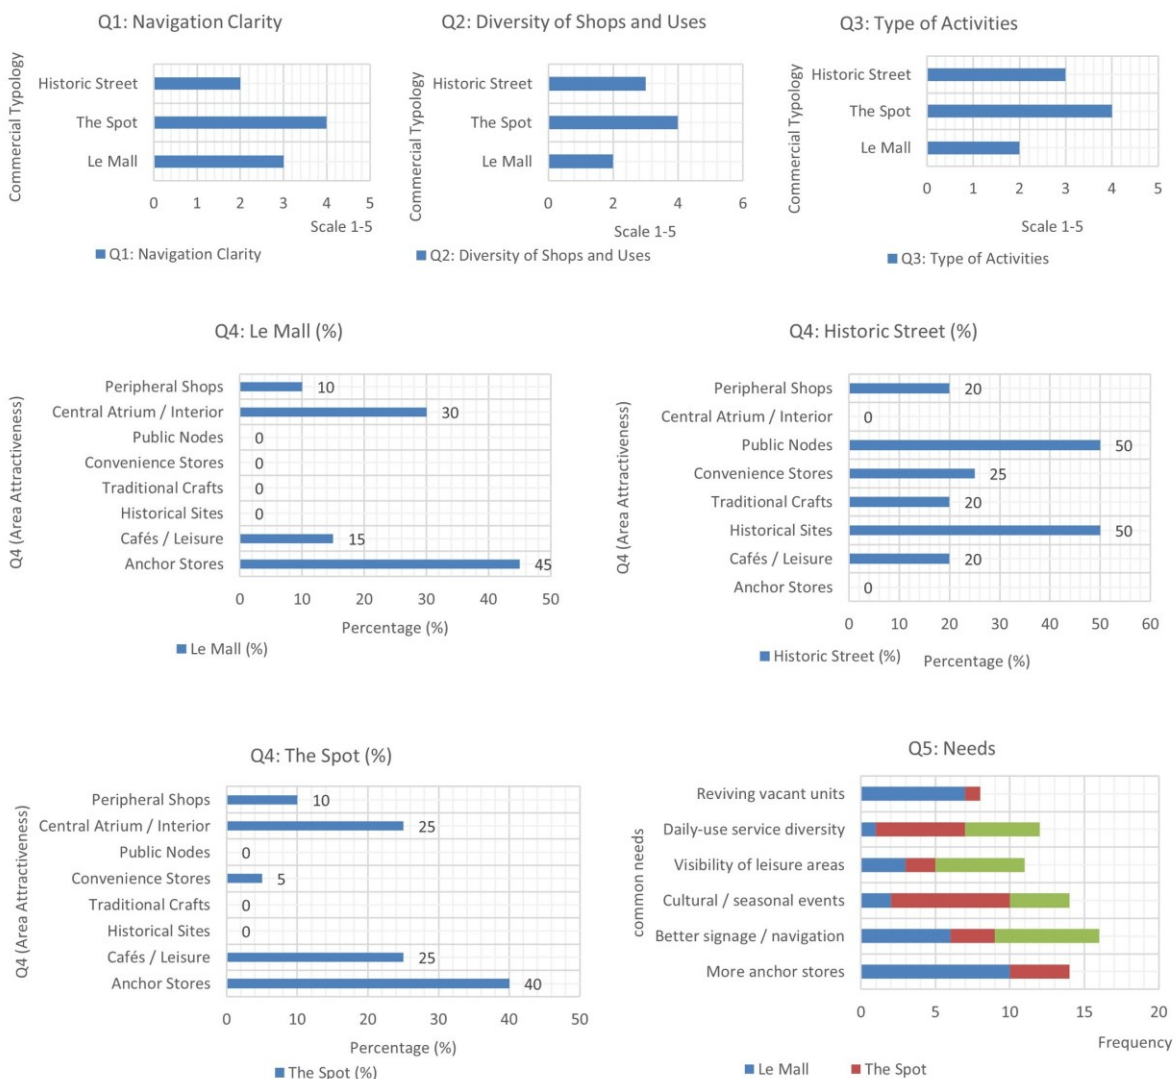 Q1: Navigation Clarity
Commercial Typology
Historic Street
The Spot
Le Mall
0 1 2 3 4 5
Scale 1-5
Q1: Navigation Clarity
Q2: Diversity of Shops and Uses
Commercial Typology
Historic Street
The Spot
Le Mall
0 2 4 6
Scale 1-5
Q2: Diversity of Shops and Uses
Q3: Type of Activities
Commercial Typology
Historic Street
The Spot
Le Mall
0 1 2 3 4 5
Scale 1-5
Q3: Type of Activities
Q4: Le Mall (%)
Q4 (Area Attractiveness)
Peripheral Shops 10
Central Atrium / Interior 30
Public Nodes 0
Convenience Stores 0
Traditional Crafts 0
Historical Sites 0
Cafés / Leisure 15
Anchor Stores 45
0 10 20 30 40 50
Percentage (%)
Le Mall (%)
Q4: Historic Street (%)
Q4 (Area Attractiveness)
Peripheral Shops 20
Central Atrium / Interior 0
Public Nodes 50
Convenience Stores 25
Traditional Crafts 20
Historical Sites 50
Cafés / Leisure 20
Anchor Stores 0
0 10 20 30 40 50 60
Historic Street (%) Percentage (%)
Q4: The Spot (%)
Q4 (Area Attractiveness)
Peripheral Shops 10
Central Atrium / Interior 25
Public Nodes 0
Convenience Stores 5
Traditional Crafts 0
Historical Sites 0
Cafés / Leisure 25
Anchor Stores 40
0 10 20 30 40 50
Percentage (%)
The Spot (%)
Q5: Needs
common needs
Reviving vacant units
Daily-use service diversity
Visibility of leisure areas
Cultural / seasonal events
Better signage / navigation
More anchor stores
0 5 10 15 20
Frequency
Le Mall The Spot